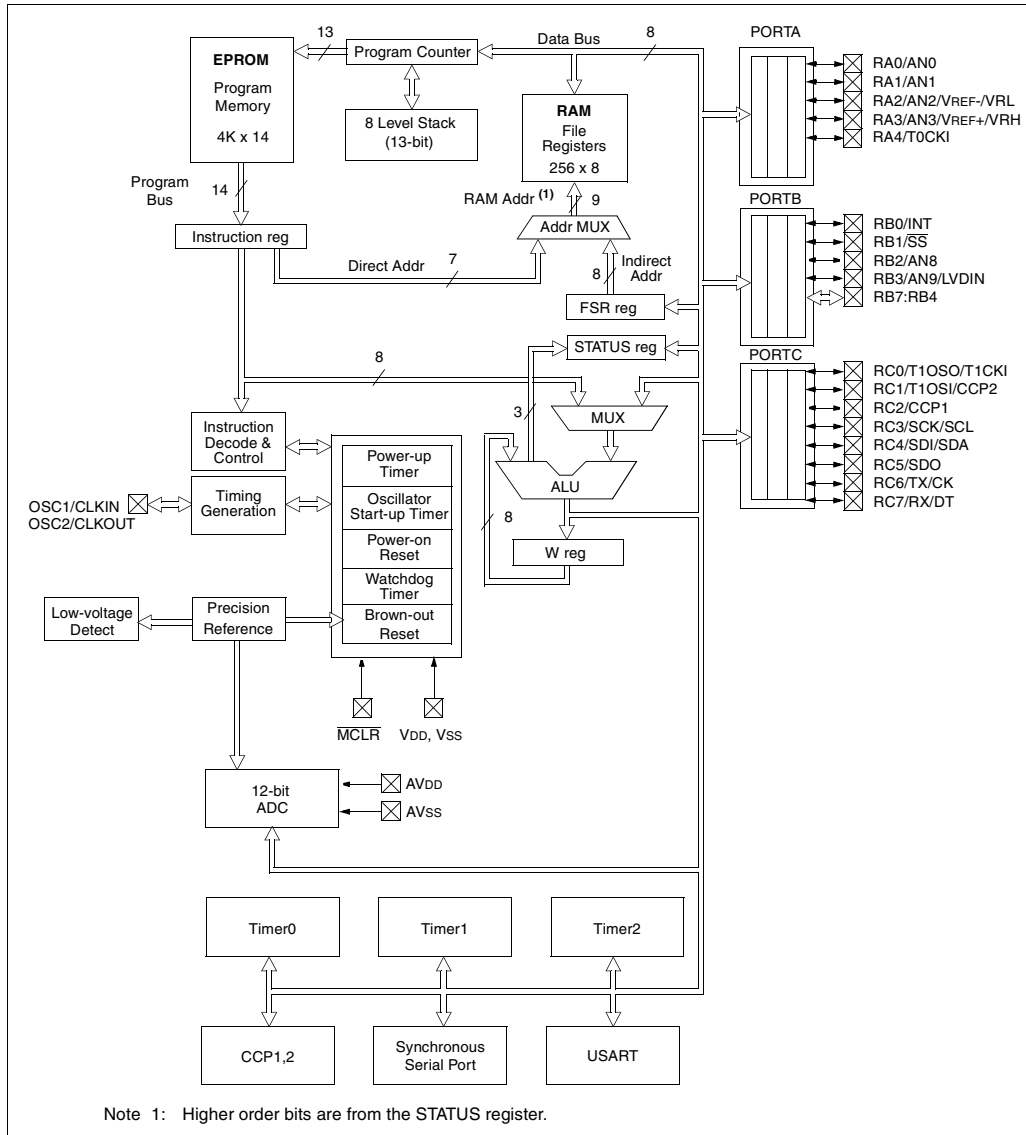 EPROM
Program
Memory
4K x 14
13
Program Counter
Data Bus
8
8 Level Stack
(13-bit)
RAM
File
Registers
256 x 8
Program
Bus
14
RAM Addr (1)
9
Instruction reg
Addr MUX
Direct Addr
7
8
Indirect
Addr
FSR reg
STATUS reg
8
3
MUX
Instruction
Decode &
Control
Timing
Generation
OSC1/CLKIN
OSC2/CLKOUT
Power-up
Timer
Oscillator
Start-up Timer
Power-on
Reset
Watchdog
Timer
Brown-out
Reset
ALU
8
W reg
Low-voltage
Detect
Precision
Reference
MCLR
VDD, VSS
12-bit
ADC
AVDD
AVSS
Timer0
Timer1
Timer2
CCP1,2
Synchronous
Serial Port
USART
PORTA
RA0/AN0
RA1/AN1
RA2/AN2/VREF-/VRL
RA3/AN3/VREF+/VRH
RA4/T0CKI
PORTB
RB0/INT
RB1/SS
RB2/AN8
RB3/AN9/LVDIN
RB7:RB4
PORTC
RC0/T1OSO/T1CKI
RC1/T1OSI/CCP2
RC2/CCP1
RC3/SCK/SCL
RC4/SDI/SDA
RC5/SDO
RC6/TX/CK
RC7/RX/DT
Note 1: Higher order bits are from the STATUS register.